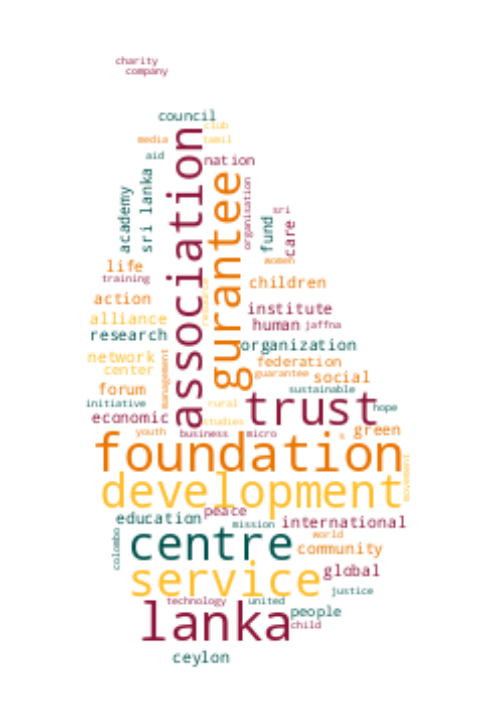 charity
company
council
club
media
tamil
aid
nation
association
gurantee
organisation
academy
sri lanka
sri
fund
care
women
life
training
children
action
institute
alliance
human
jaffna
research
organization
network
center
management
federation
guarantee
social
forum
sustainable
initiative
rural
trust
hope
economic
studies
youth
business
micro
s
green
foundation
development
movement
peace
education
mission
international
colombo
centre
world
community
service
global
justice
technology
united
people
lanka
child
ceylon